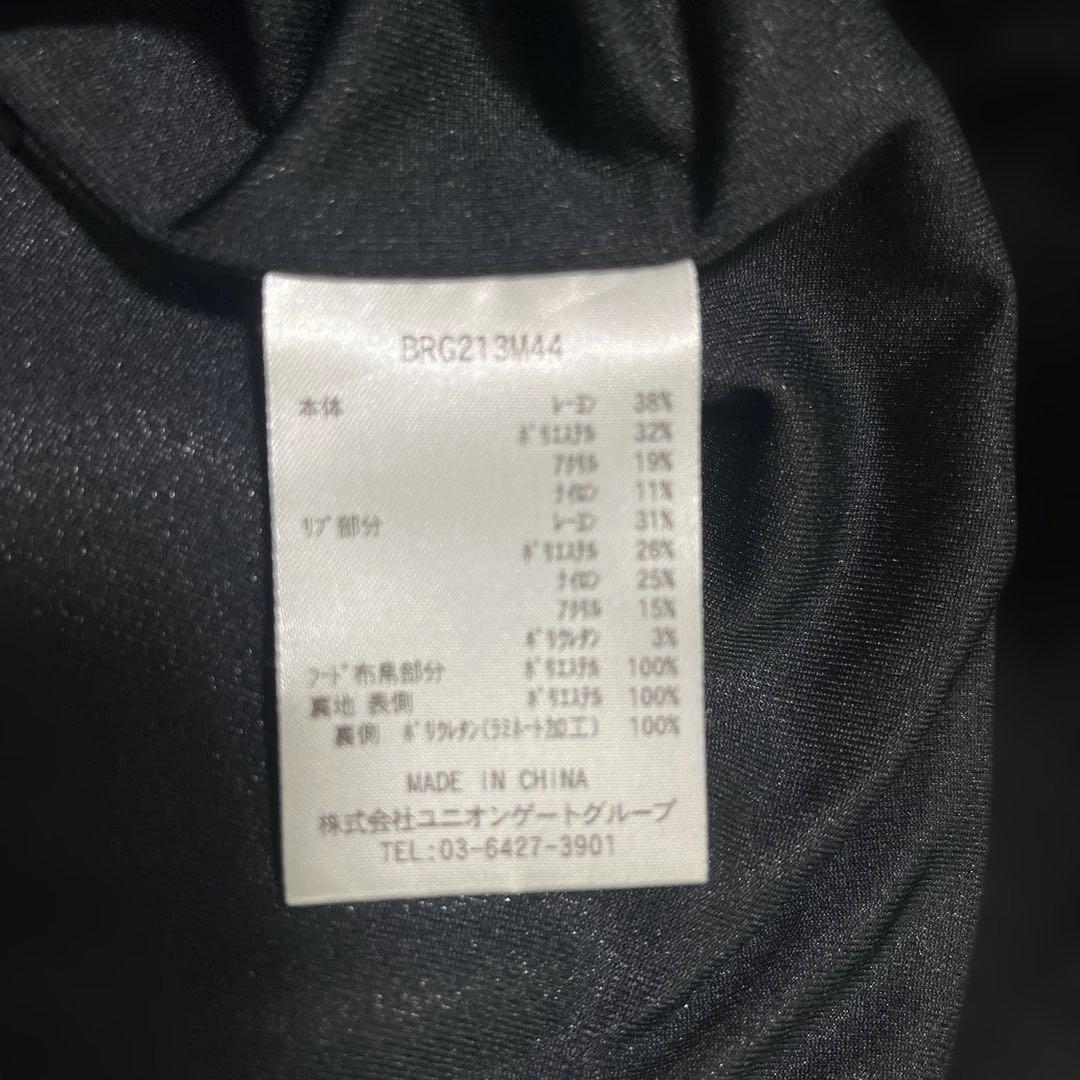 BRG213M44
本体 ﾚｰﾖﾝ 38%
ﾎﾟﾘｴｽﾃﾙ 32%
ｱｸﾘﾙ 19%
ﾅｲﾛﾝ 11%
ﾘﾌﾞ部分 ﾚｰﾖﾝ 31%
ﾎﾟﾘｴｽﾃﾙ 26%
ﾅｲﾛﾝ 25%
ｱｸﾘﾙ 15%
ﾎﾟﾘｳﾚﾀﾝ 3%
ﾌｰﾄﾞ布帛部分 ﾎﾟﾘｴｽﾃﾙ 100%
裏地 表側 ﾎﾟﾘｴｽﾃﾙ 100%
裏側 ﾎﾟﾘｳﾚﾀﾝ(ﾗﾐﾈｰﾄ加工) 100%
MADE IN CHINA
株式会社ユニオンゲートグループ
TEL:03-6427-3901